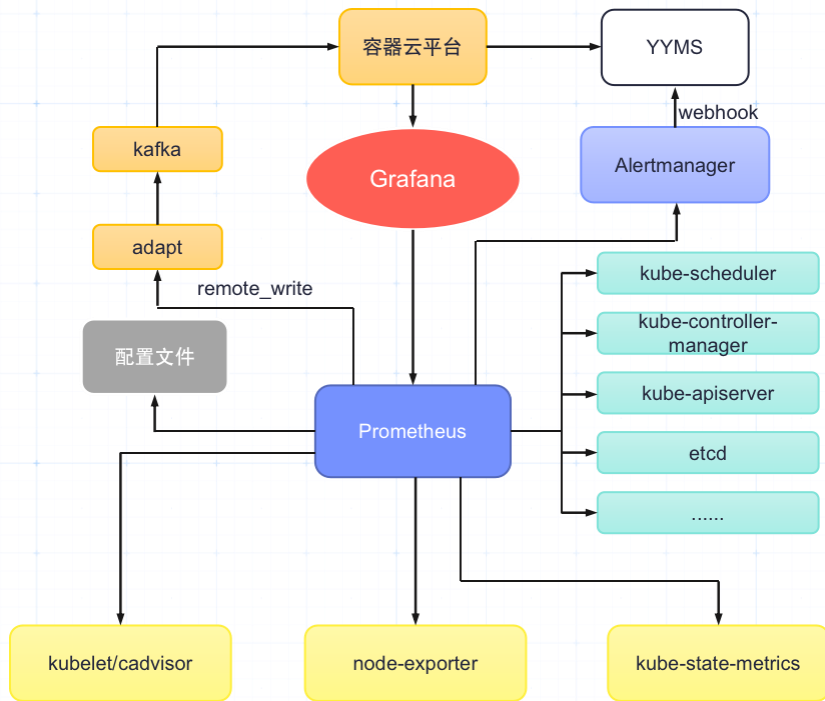 容器云平台
YYMS
webhook
kafka
Grafana
Alertmanager
adapt
remote_write
kube-scheduler
kube-controller-
manager
配置文件
kube-apiserver
Prometheus
etcd
......
kubelet/cadvisor
node-exporter
kube-state-metrics